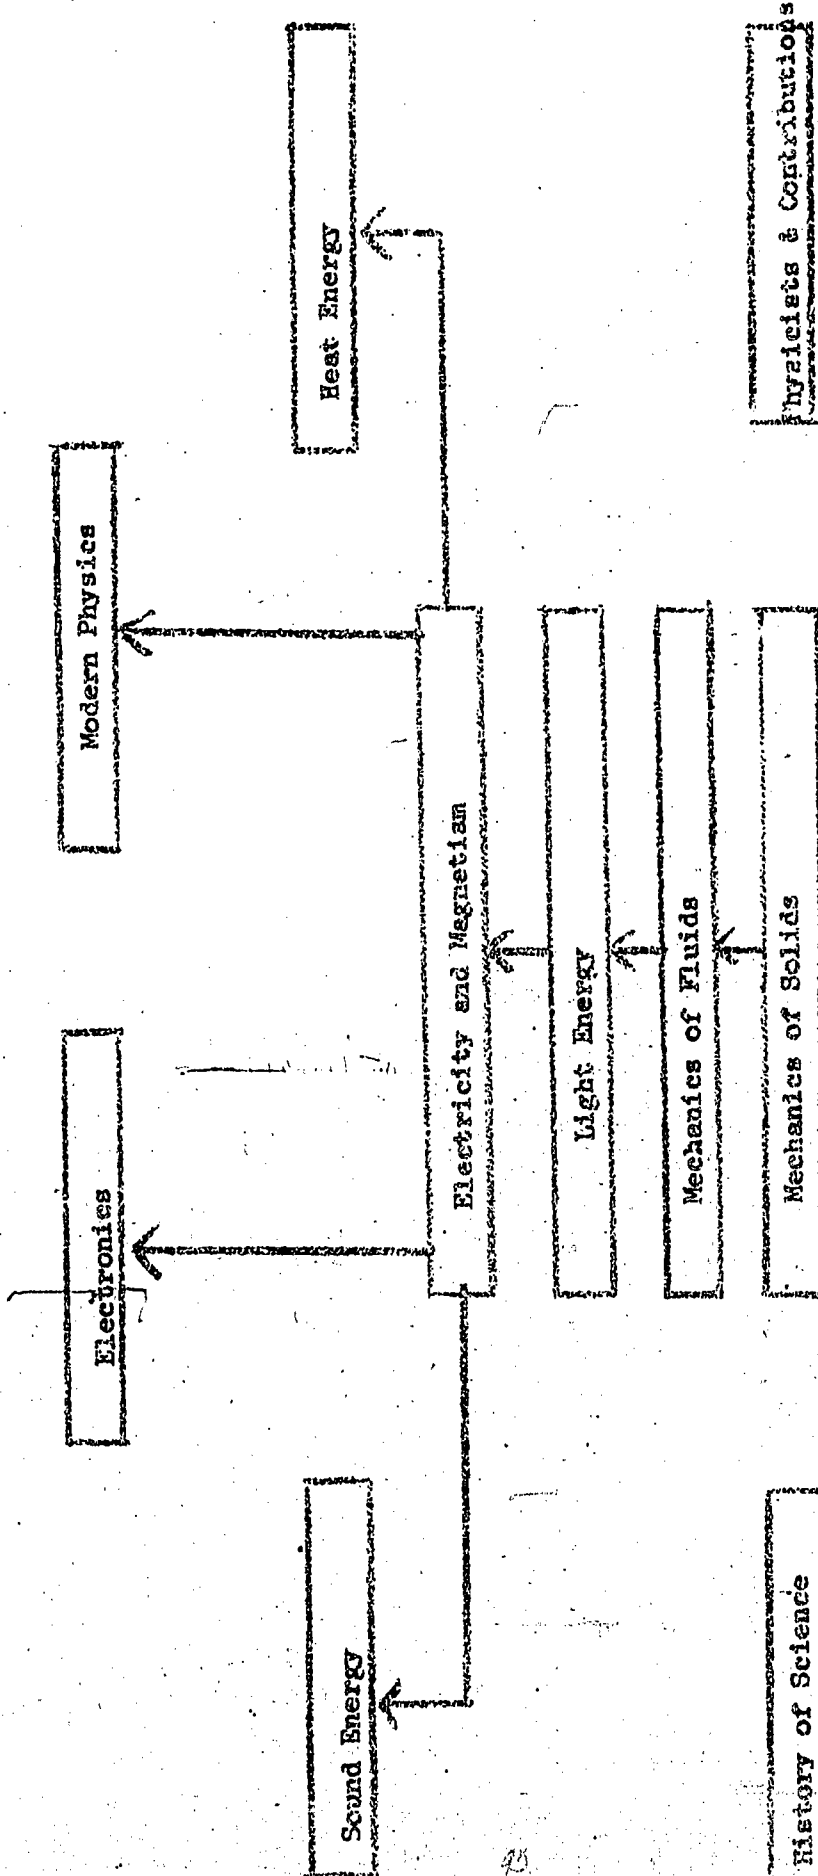 Electronics
Modern Physics
Sound Energy
Heat Energy
Electricity and Magnetism
Light Energy
Mechanics of Fluids
History of Science
Mechanics of Solids
Physicists & Contributions